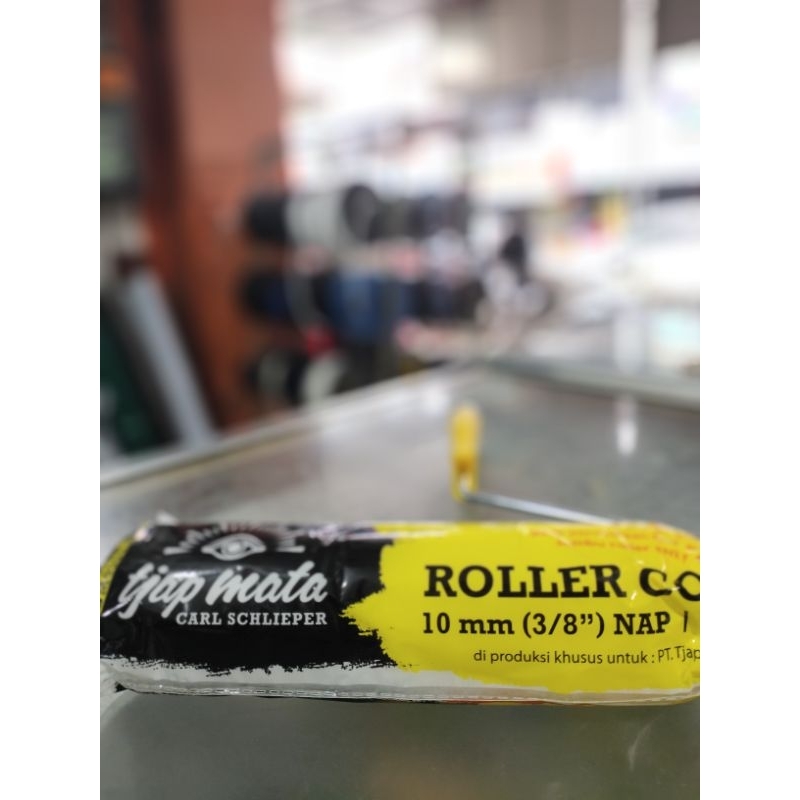 tjap mata
CARL SCHLIEPER
ROLLER CO
10 mm (3/8") NAP
di produksi khusus untuk : PT. Tjap